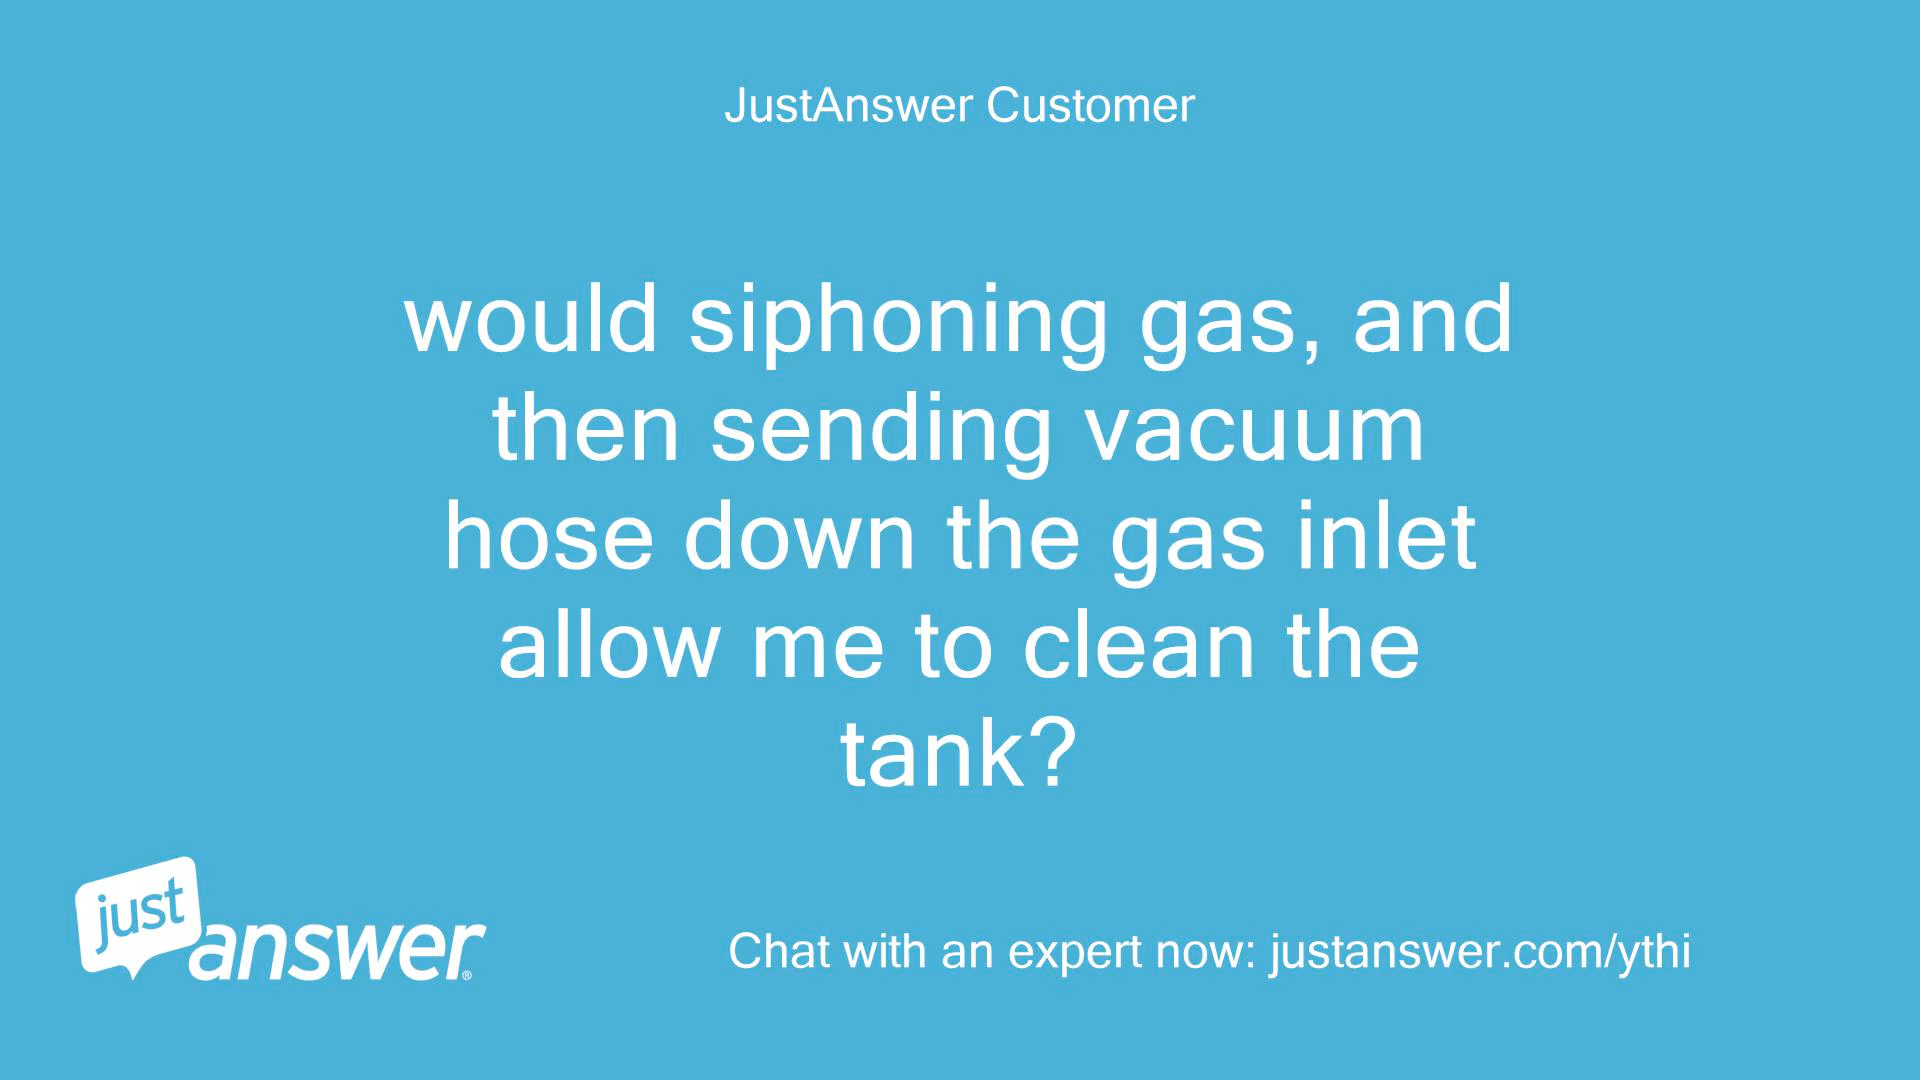 JustAnswer Customer
would siphoning gas, and
then sending vacuum
hose down the gas inlet
allow me to clean the
tank?
just
answer®
Chat with an expert now: justanswer.com/ythi